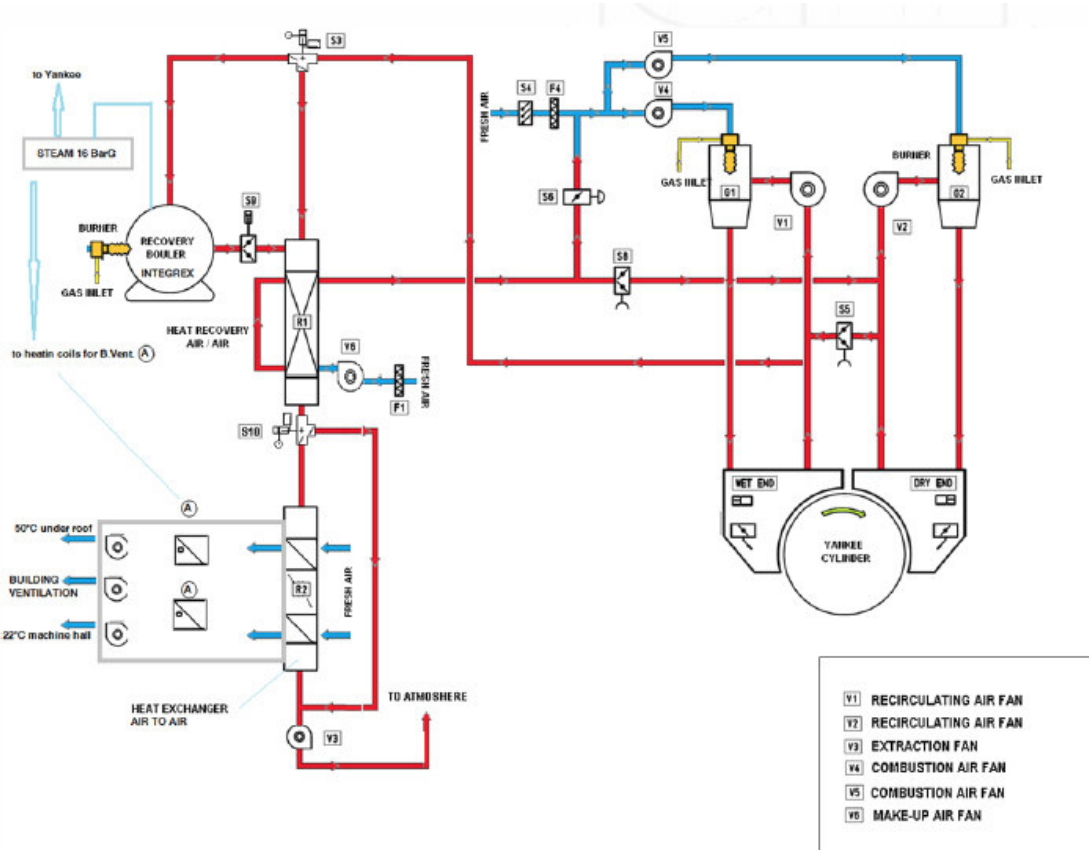 S3
V5
to Yankee
S4
F4
V4
FRESH AIR
STEAM 16 BarG
BURNER
GAS INLET
G1
G2
GAS INLET
S6
V1
V2
S9
BURNER
RECOVERY
BOULER
INTEGREX
GAS INLET
S8
R1
HEAT RECOVERY
AIR / AIR
S5
V6
to heatin coils for B.Vent. A
F1
FRESH AIR
S10
WET END
DRY END
A
50°C under roof
YANKEE
CYLINDER
BUILDING
VENTILATION
A
R2
FRESH AIR
22°C machine hall
TO ATMOSHERE
HEAT EXCHANGER
AIR TO AIR
V3
V1 RECIRCULATING AIR FAN
V2 RECIRCULATING AIR FAN
V3 EXTRACTION FAN
V4 COMBUSTION AIR FAN
V5 COMBUSTION AIR FAN
V6 MAKE-UP AIR FAN